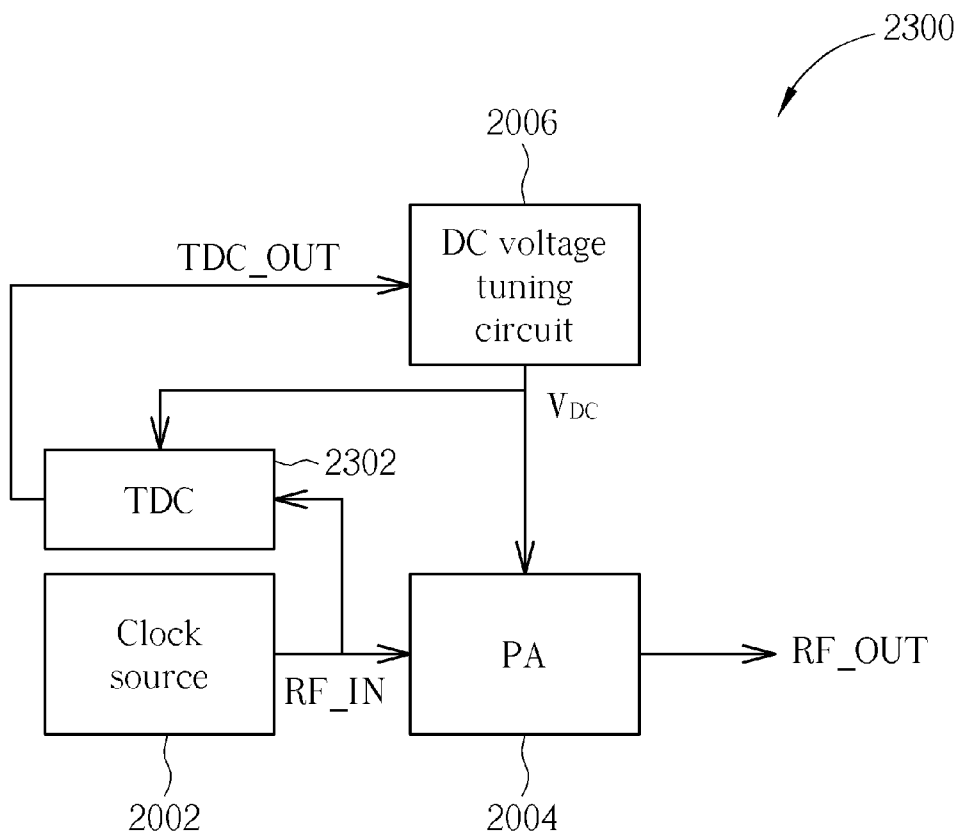 2300
2006
DC voltage
tuning
circuit
TDC_OUT
VDC
2302
TDC
Clock
source
RF_IN
PA
RF_OUT
2002
2004